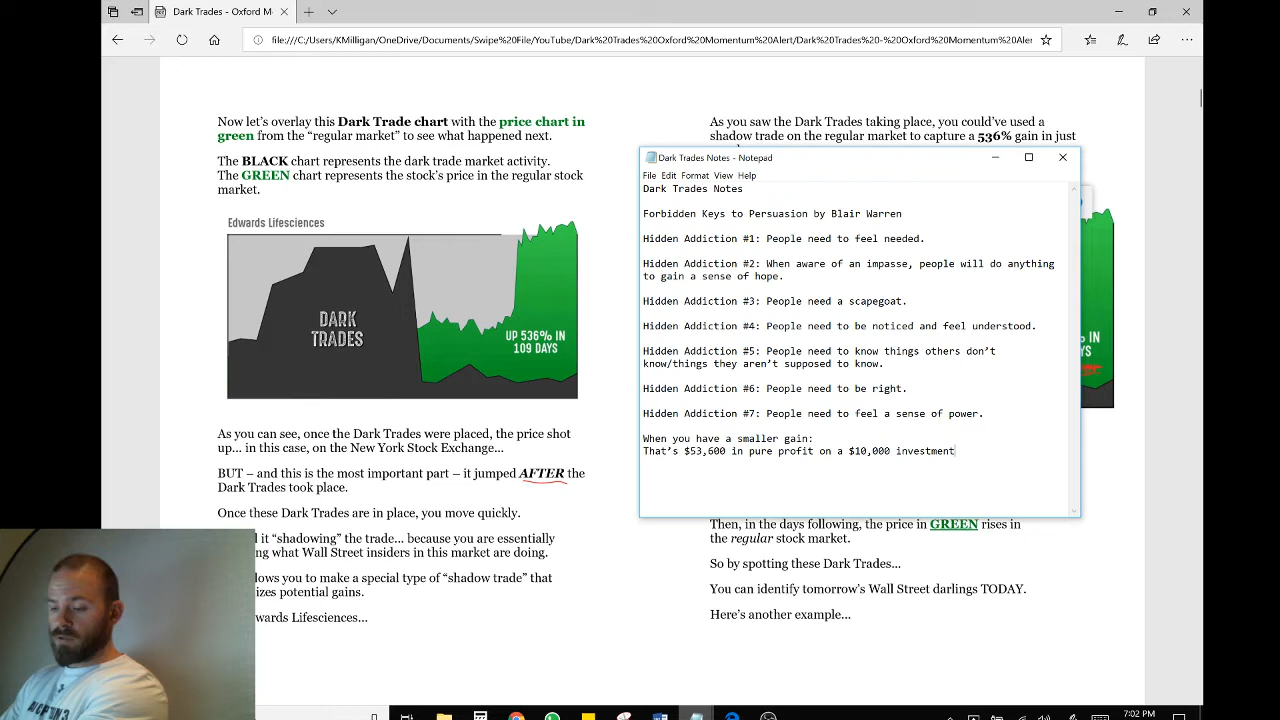 Dark Trades - Oxford M
file:///C:/Users/KMilligan/OneDrive/Documents/Swipe%20File/YouTube/Dark%20Trades%20Oxford%20Momentum%20Alert/Dark%20Trades%20-%20Oxford%20Momentum%20Aler
Now let's overlay this Dark Trade chart with the price chart in
green from the “regular market” to see what happened next.
The BLACK chart represents the dark trade market activity.
The GREEN chart represents the stock's price in the regular stock
market.
Edwards Lifesciences
DARK
TRADES
UP 536% IN
109 DAYS
As you can see, once the Dark Trades were placed, the price shot
up... in this case, on the New York Stock Exchange...
BUT – and this is the most important part – it jumped AFTER the
Dark Trades took place.
Once these Dark Trades are in place, you move quickly.
it “shadowing” the trade... because you are essentially
ng what Wall Street insiders in this market are doing.
lows you to make a special type of “shadow trade” that
izes potential gains.
wards Lifesciences...
As you saw the Dark Trades taking place, you could've used a
shadow trade on the regular market to capture a 536% gain in just
Dark Trades Notes - Notepad
File Edit Format View Help
Dark Trades Notes
Forbidden Keys to Persuasion by Blair Warren
Hidden Addiction #1: People need to feel needed.
Hidden Addiction #2: When aware of an impasse, people will do anything
to gain a sense of hope.
Hidden Addiction #3: People need a scapegoat.
Hidden Addiction #4: People need to be noticed and feel understood.
Hidden Addiction #5: People need to know things others don't
know/things they aren't supposed to know.
Hidden Addiction #6: People need to be right.
Hidden Addiction #7: People need to feel a sense of power.
When you have a smaller gain:
That's $53,600 in pure profit on a $10,000 investment
IN
YS
Then, in the days following, the price in GREEN rises in
the regular stock market.
So by spotting these Dark Trades...
You can identify tomorrow's Wall Street darlings TODAY.
Here's another example...
7:02 PM